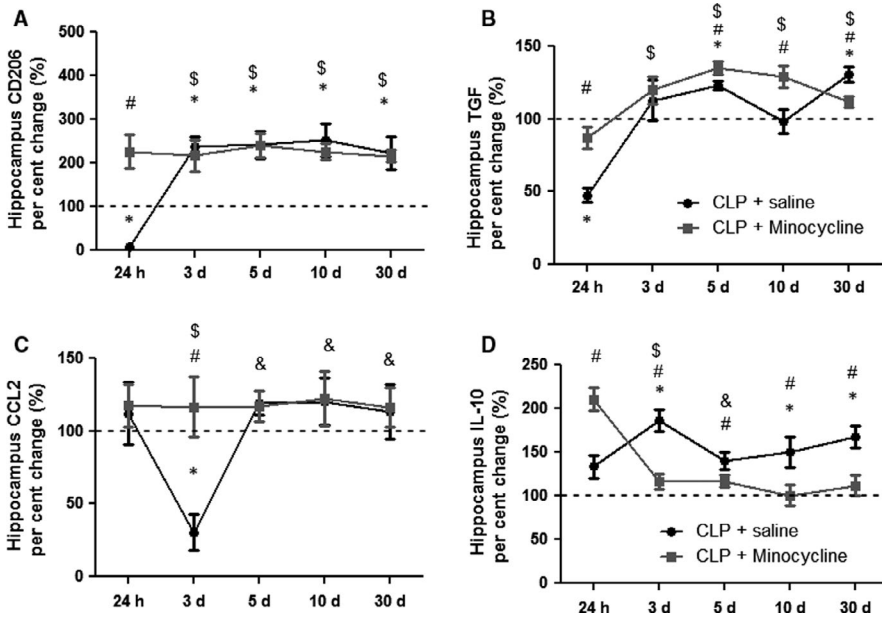 A
Hippocampus CD206
per cent change (%)
500
400
300
200
100
0
#
*
$
*
$
*
$
*
$
*
24 h
3 d
5 d
10 d
30 d
B
Hippocampus TGF
per cent change (%)
150
100
50
0
#
*
$
$
#
*
$
#
$
#
*
CLP + saline
CLP + Minocycline
24 h
3 d
5 d
10 d
30 d
C
Hippocampus CCL2
per cent change (%)
150
100
50
0
$
#
*
&
&
&
24 h
3 d
5 d
10 d
30 d
D
Hippocampus IL-10
per cent change (%)
250
200
150
100
50
0
#
$
#
*
&
#
#
*
#
*
CLP + saline
CLP + Minocycline
24 h
3 d
5 d
10 d
30 d